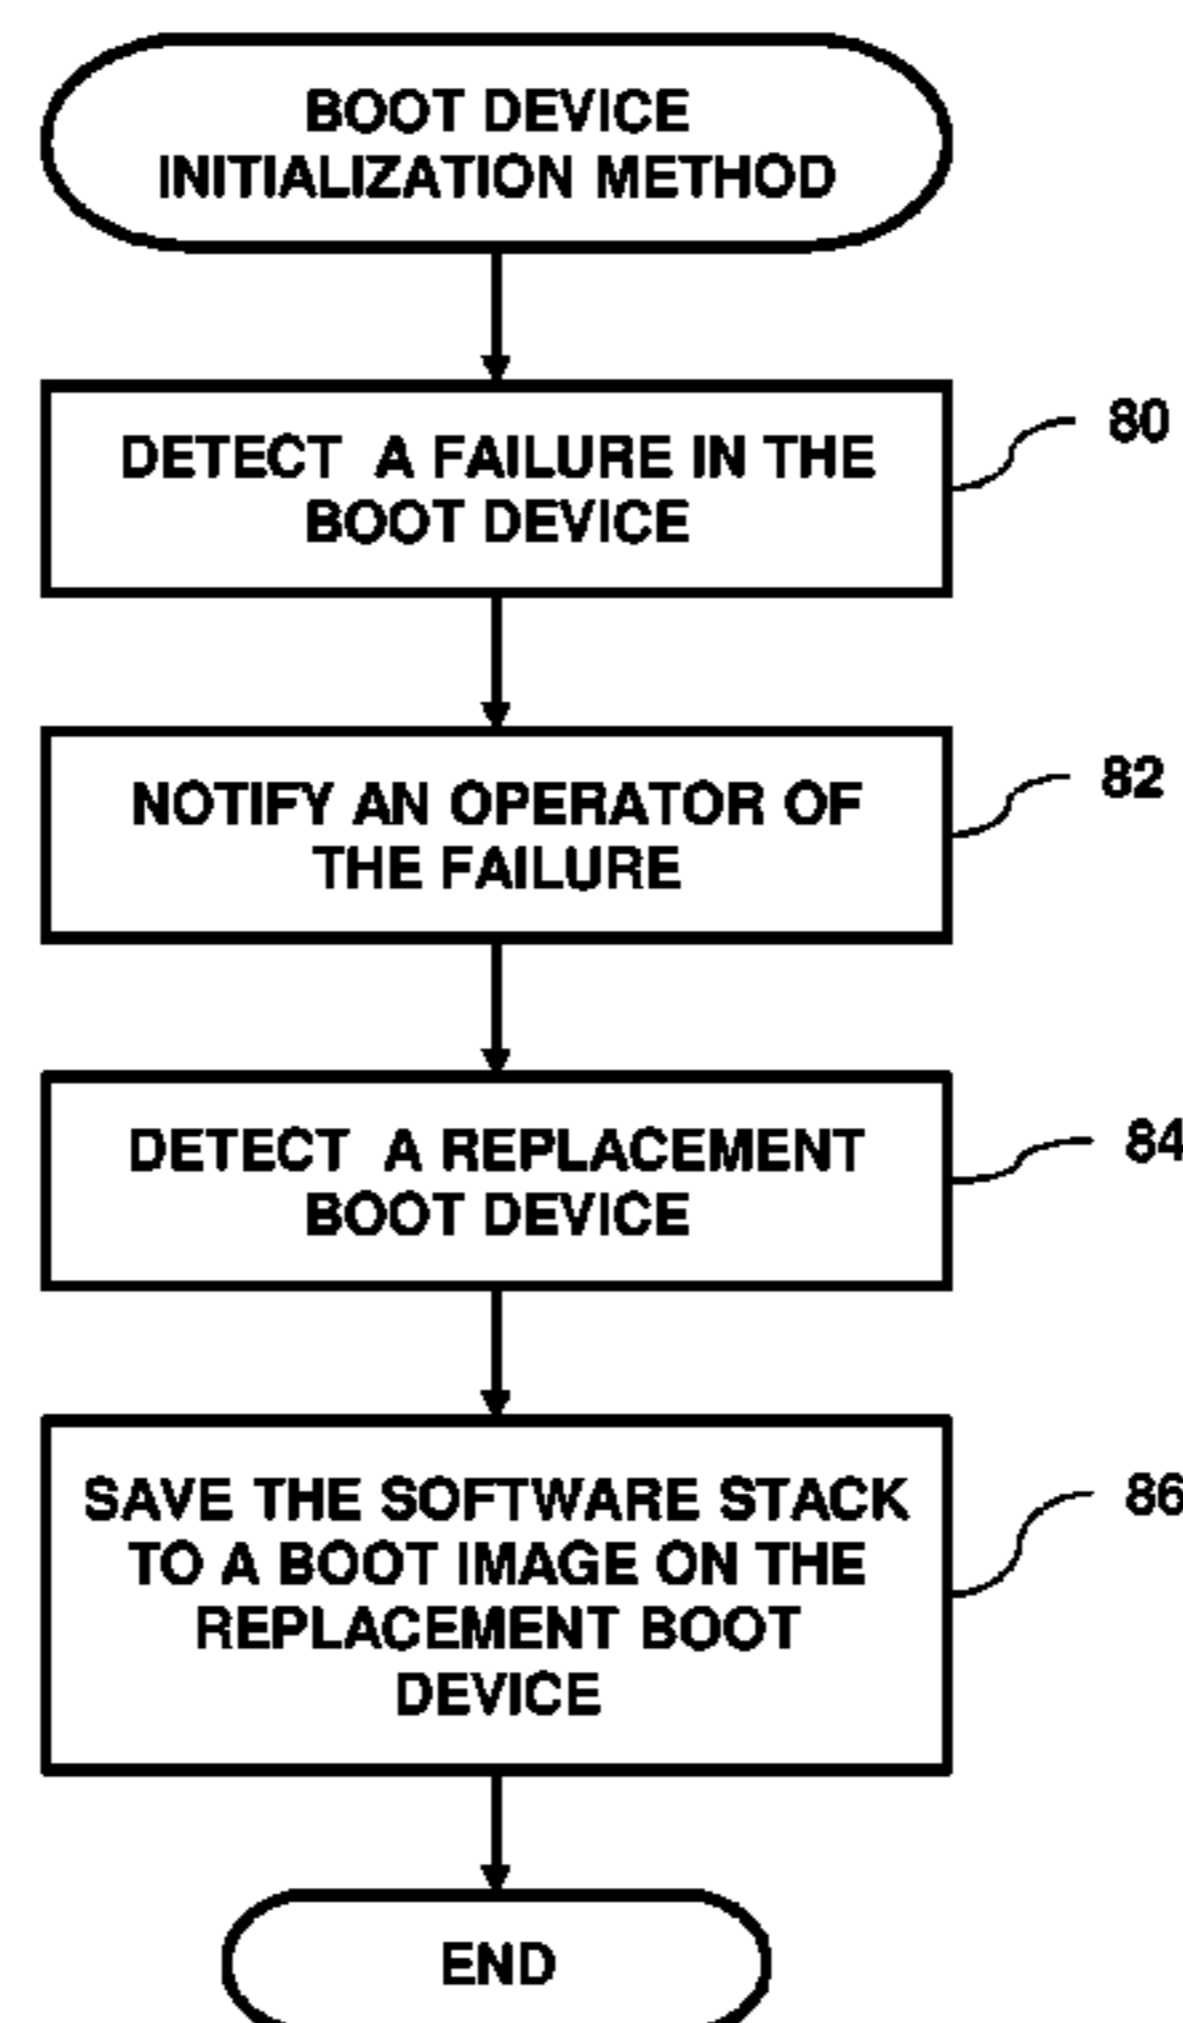 BOOT DEVICE
INITIALIZATION METHOD
DETECT A FAILURE IN THE
BOOT DEVICE
80
NOTIFY AN OPERATOR OF
THE FAILURE
82
DETECT A REPLACEMENT
BOOT DEVICE
84
SAVE THE SOFTWARE STACK
TO A BOOT IMAGE ON THE
REPLACEMENT BOOT
DEVICE
86
END